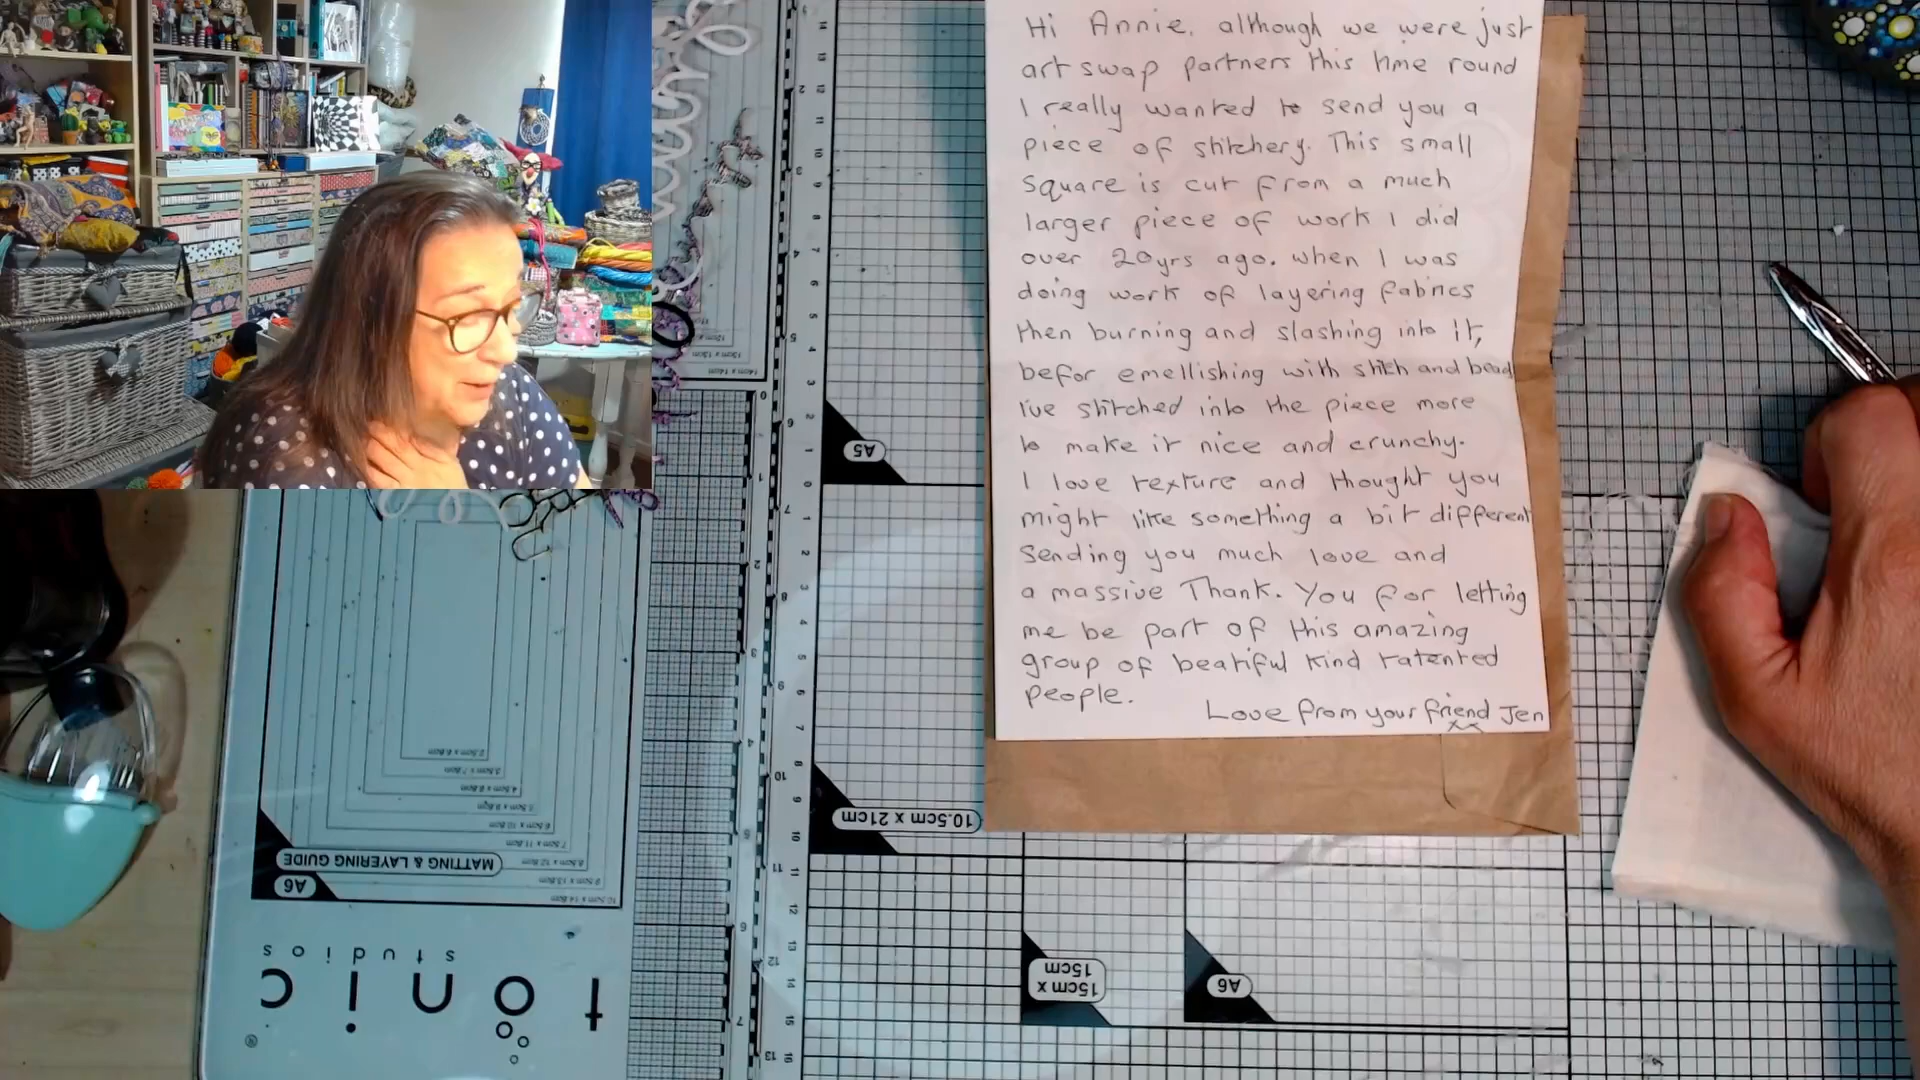 Hi Annie, although we were just
art swap partners this time round
I really wanted to send you a
piece of stitchery. This small
square is cut from a much
larger piece of work I did
over 20yrs ago. when I was
doing work of layering fabrics
then burning and slashing into it,
befor emellishing with stitch and bead
I've stitched into the piece more
to make it nice and crunchy.
I love texture and thought you
might like something a bit different
Sending you much love and
a massive Thank. You for letting
me be part of this amazing
group of beatiful kind tatented
people.
Love from your friend Jen
xx
A5
10.5cm x 21cm
15cm x
15cm
A6
MATTING & LAYERING GUIDE
A6
tonic
studios